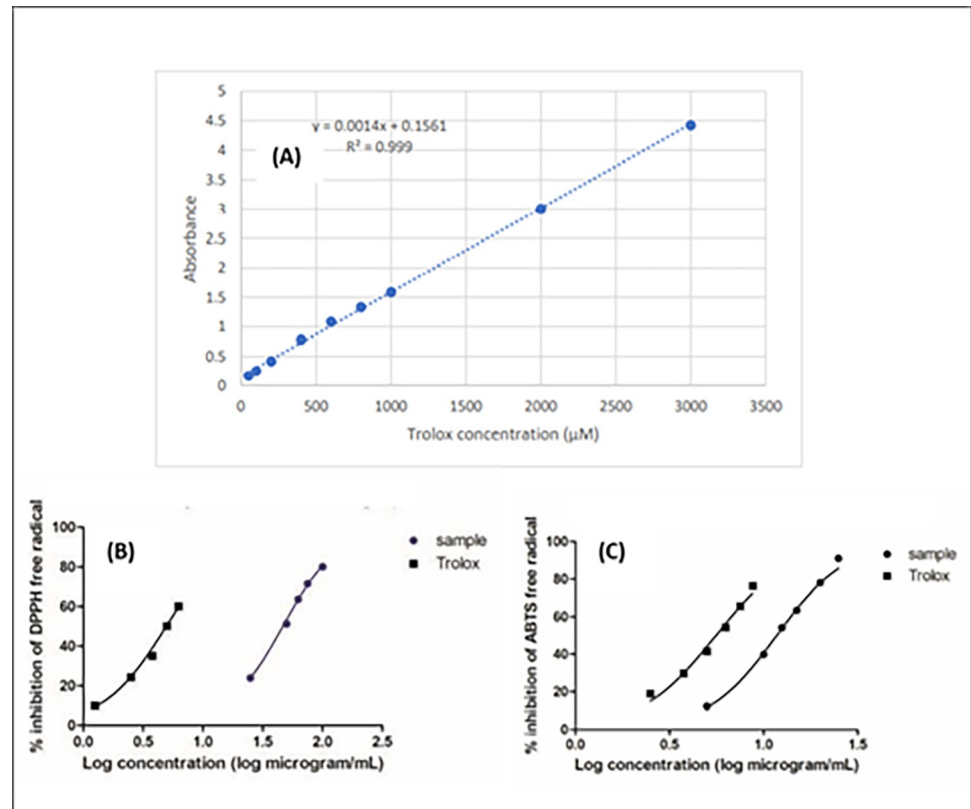 (A)
y = 0.0014x + 0.1561
R² = 0.999
Absorbance
5
4.5
4
3.5
3
2.5
2
1.5
1
0.5
0
0 500 1000 1500 2000 2500 3000 3500
Trolox concentration (µM)
(B)
% inhibition of DPPH free radical
100
80
60
40
20
0
0.0 0.5 1.0 1.5 2.0 2.5
Log concentration (log microgram/mL)
sample
Trolox
(C)
% inhibition of ABTS free radical
100
80
60
40
20
0
0.0 0.5 1.0 1.5
Log concentration (log microgram/mL)
sample
Trolox